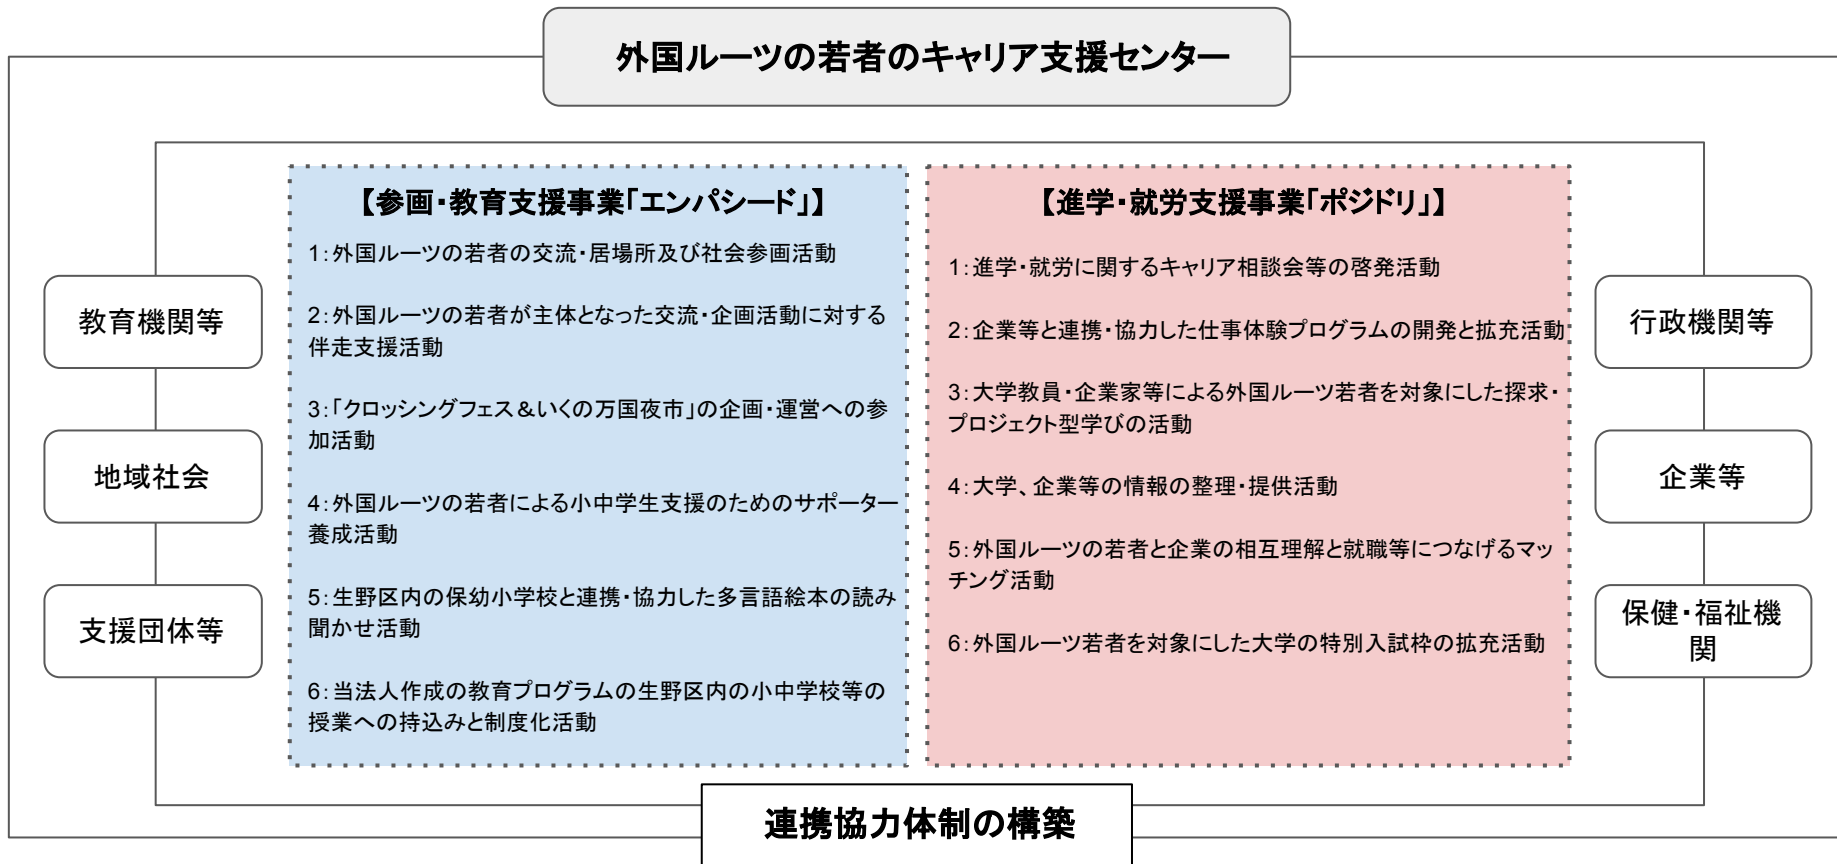 外国ルーツの若者のキャリア支援センター
教育機関等
地域社会
支援団体等
【参画・教育支援事業「エンパシード」】
1：外国ルーツの若者の交流・居場所及び社会参画活動
2：外国ルーツの若者が主体となった交流・企画活動に対する
伴走支援活動
3：「クロッシングフェス＆いくの万国夜市」の企画・運営への参
加活動
4：外国ルーツの若者による小中学生支援のためのサポーター
養成活動
5：生野区内の保幼小学校と連携・協力した多言語絵本の読み
聞かせ活動
6：当法人作成の教育プログラムの生野区内の小中学校等の
授業への持込みと制度化活動
【進学・就労支援事業「ポジドリ」】
1：進学・就労に関するキャリア相談会等の啓発活動
2：企業等と連携・協力した仕事体験プログラムの開発と拡充活動
3：大学教員・企業家等による外国ルーツ若者を対象にした探求・
プロジェクト型学びの活動
4：大学、企業等の情報の整理・提供活動
5：外国ルーツの若者と企業の相互理解と就職等につなげるマッ
チング活動
6：外国ルーツ若者を対象にした大学の特別入試枠の拡充活動
行政機関等
企業等
保健・福祉機
関
連携協力体制の構築